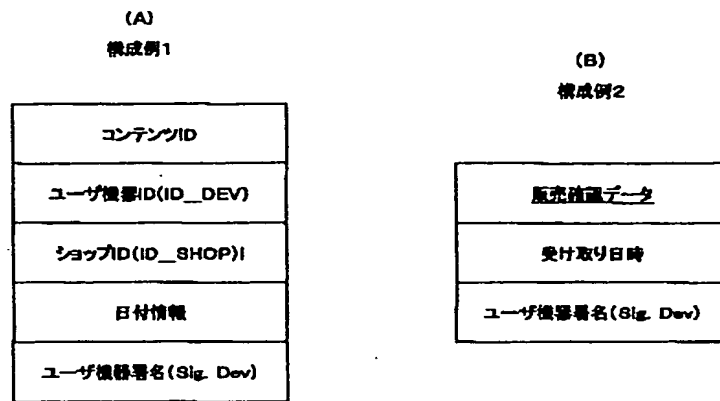 (A)
構成例1
コンテンツID
ユーザ機器ID(ID__DEV)
ショップID(ID__SHOP)I
日付情報
ユーザ機器署名(Sig. Dev)
(B)
構成例2
販売確認データ
受け取り日時
ユーザ機器署名(Sig. Dev)